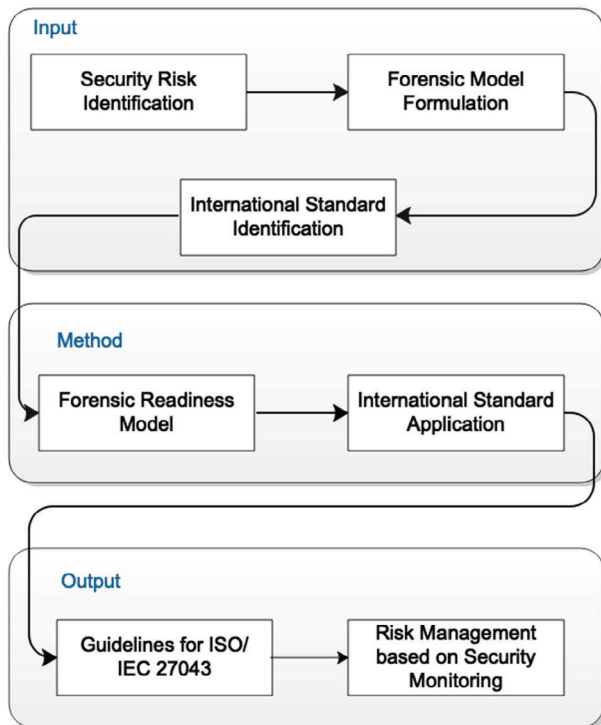 Input
Security Risk
Identification
Forensic Model
Formulation
International Standard
Identification
Method
Forensic Readiness
Model
International Standard
Application
Output
Guidelines for ISO/
IEC 27043
Risk Management
based on Security
Monitoring